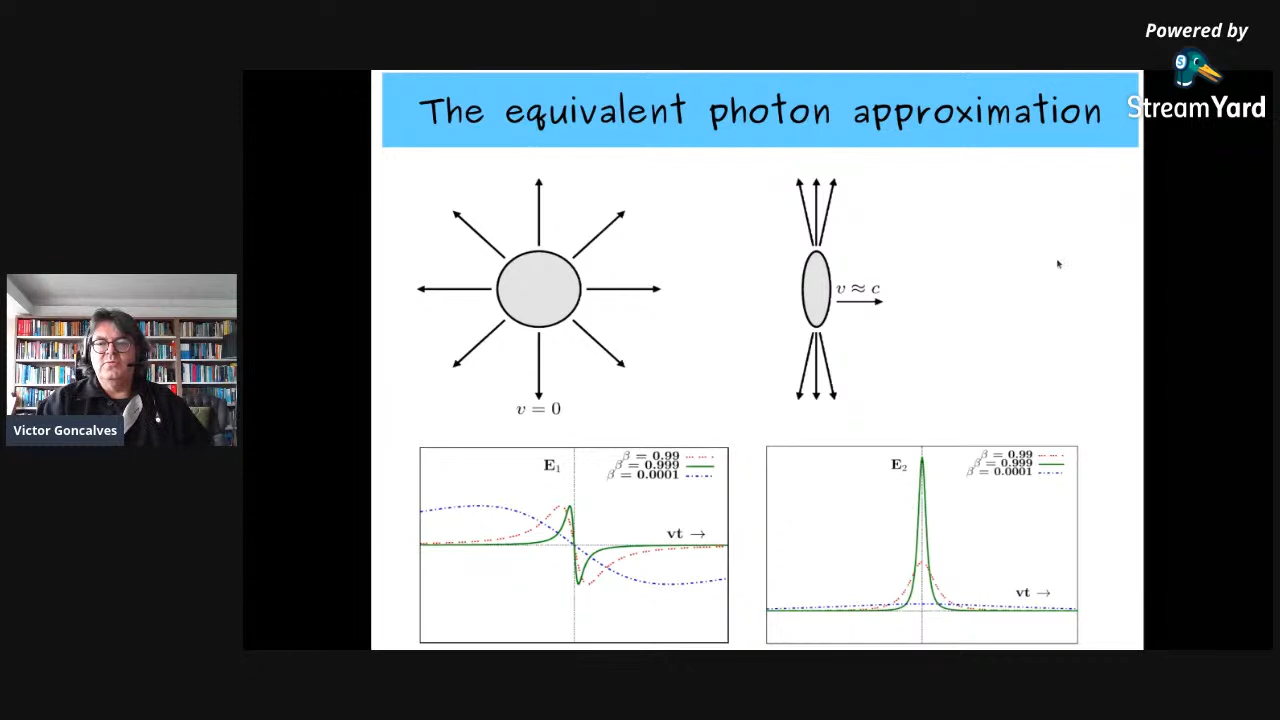 Powered by
S
StreamYard
The equivalent photon approximation
v ≈ c
v = 0
E₁
β = 0.99
β = 0.999
β = 0.0001
vt →
E₂
β = 0.99
β = 0.999
β = 0.0001
vt →
Victor Goncalves